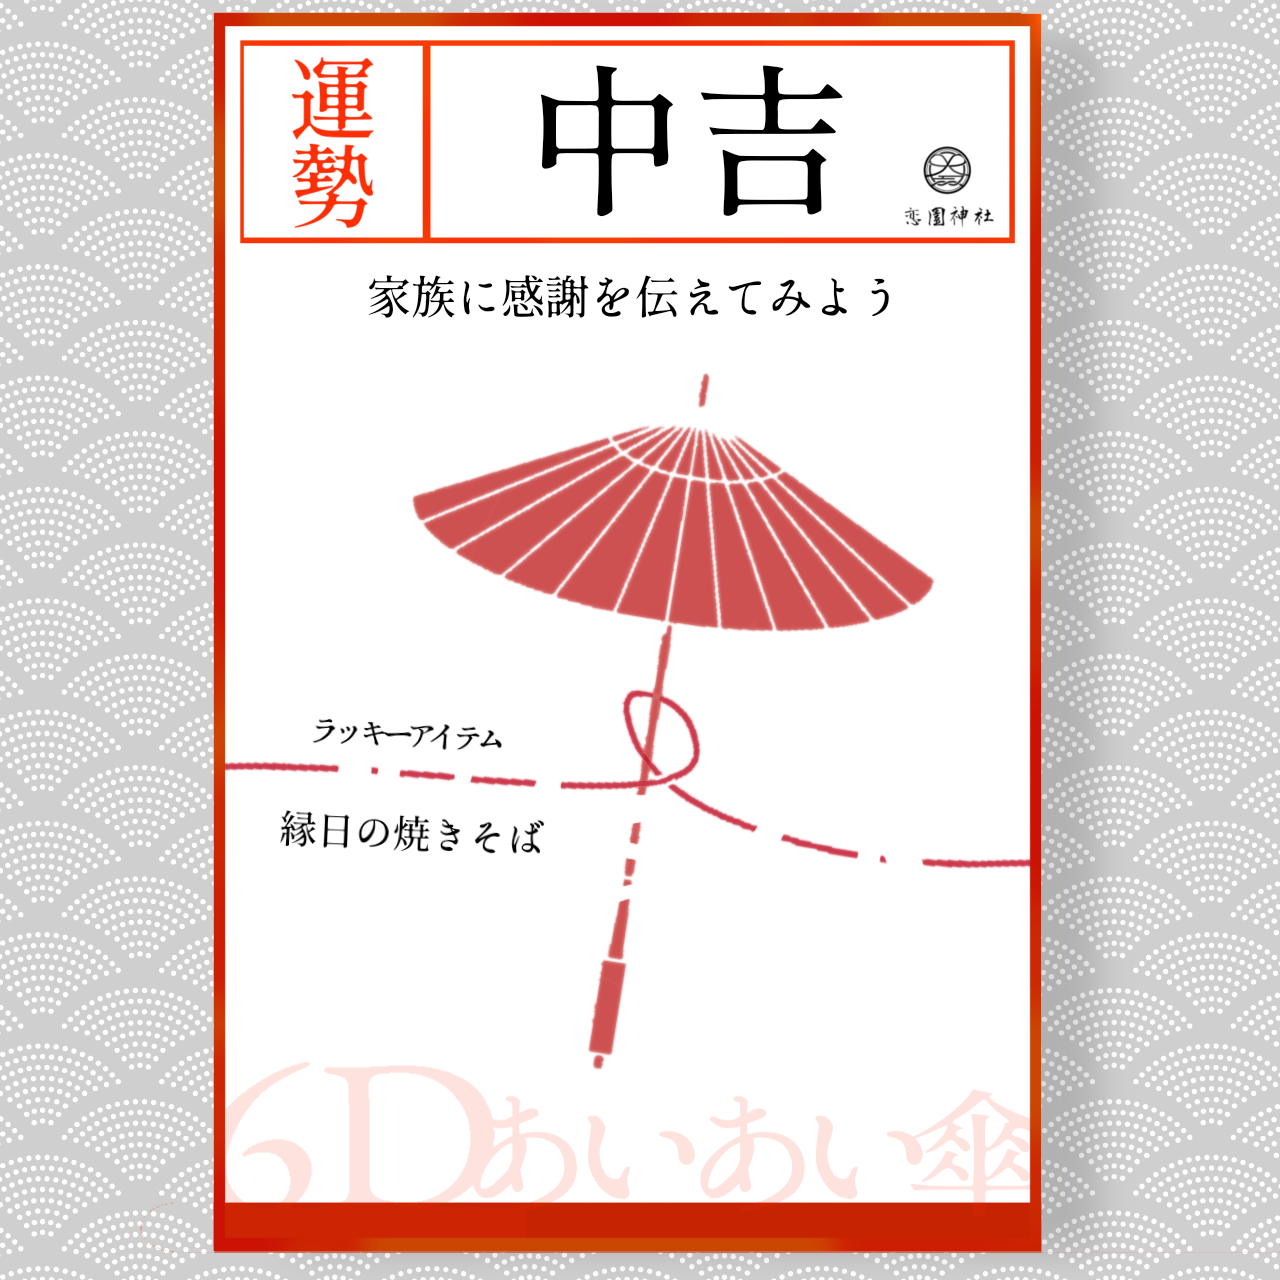 運勢
中吉
恋園神社
家族に感謝を伝えてみよう
ラッキーアイテム
縁日の焼きそば
6Dあいあい傘